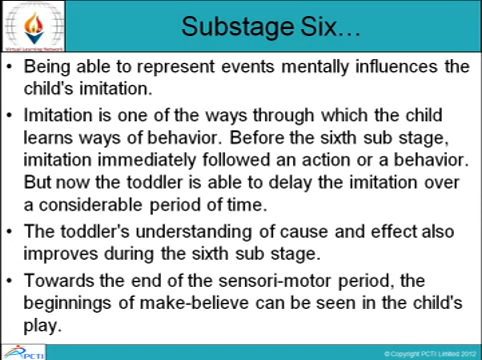 Virtual Learning Network
Substage Six...
• Being able to represent events mentally influences the
child's imitation.
• Imitation is one of the ways through which the child
learns ways of behavior. Before the sixth sub stage,
imitation immediately followed an action or a behavior.
But now the toddler is able to delay the imitation over
a considerable period of time.
• The toddler's understanding of cause and effect also
improves during the sixth sub stage.
• Towards the end of the sensori-motor period, the
beginnings of make-believe can be seen in the child's
play.
PCTI
© Copyright PCTI Limited 2012